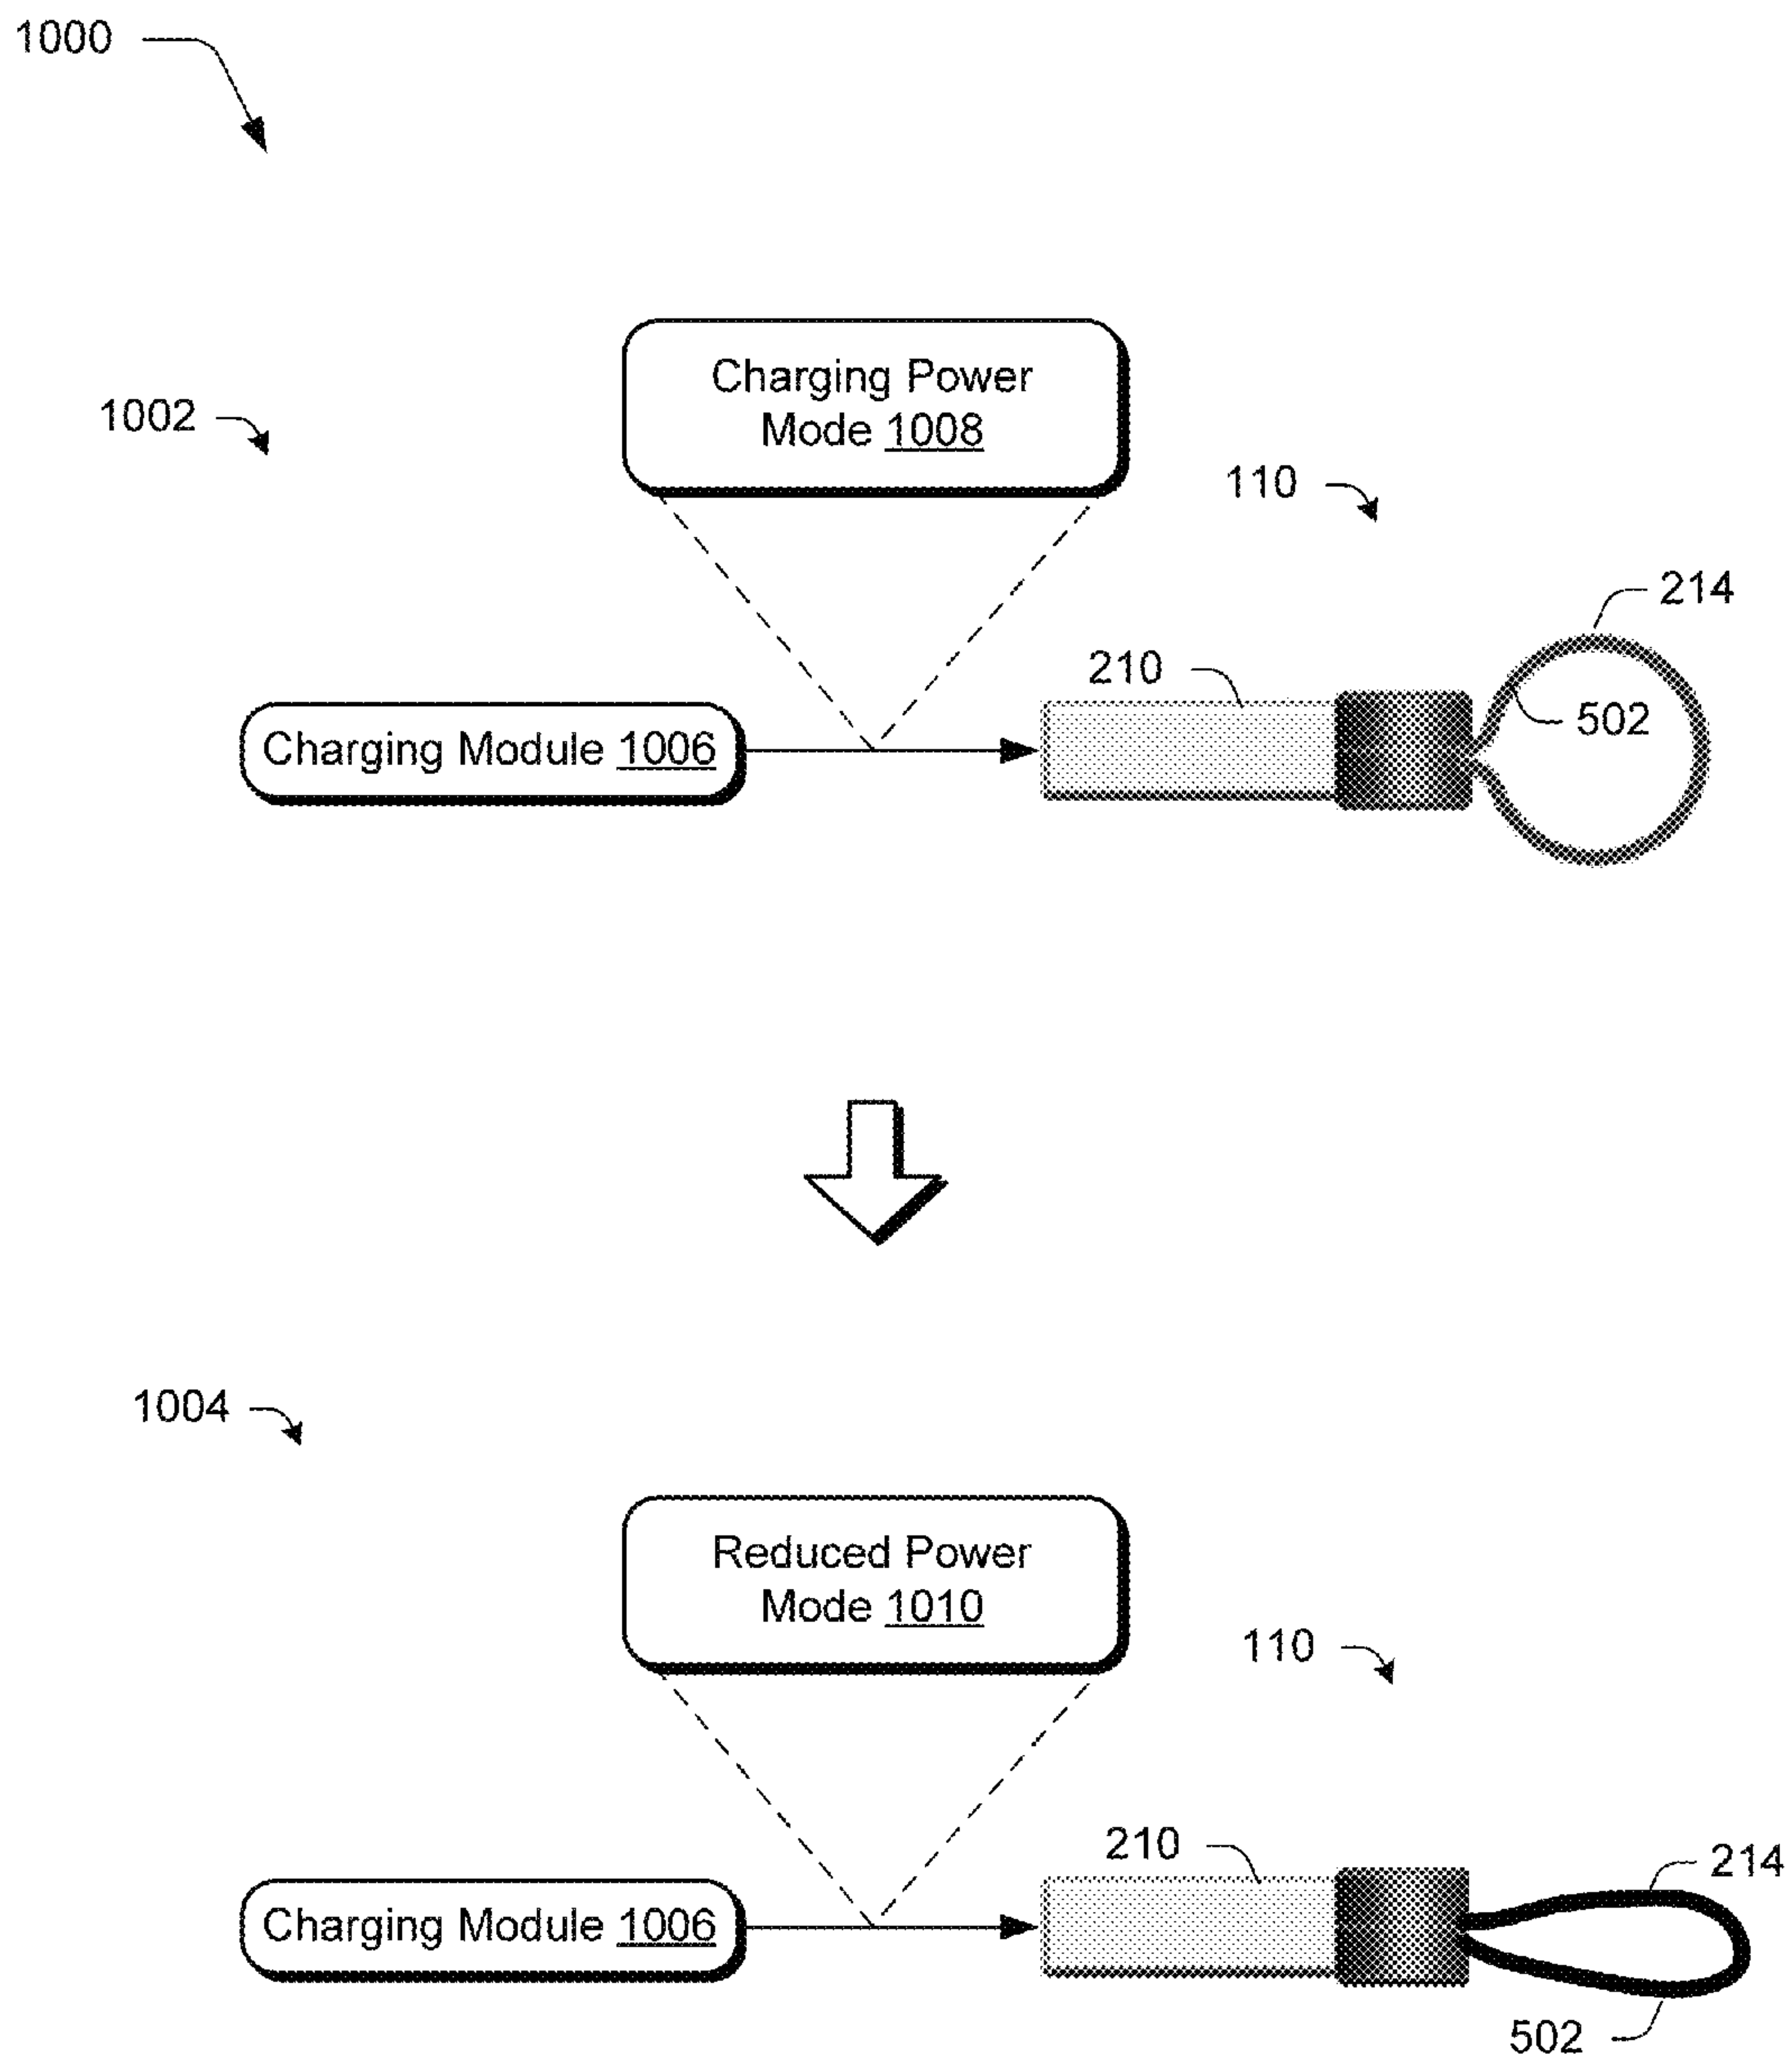 1000
Charging Power
Mode 1008
1002
110
214
210
502
Charging Module 1006
1004
Reduced Power
Mode 1010
110
210
214
Charging Module 1006
502